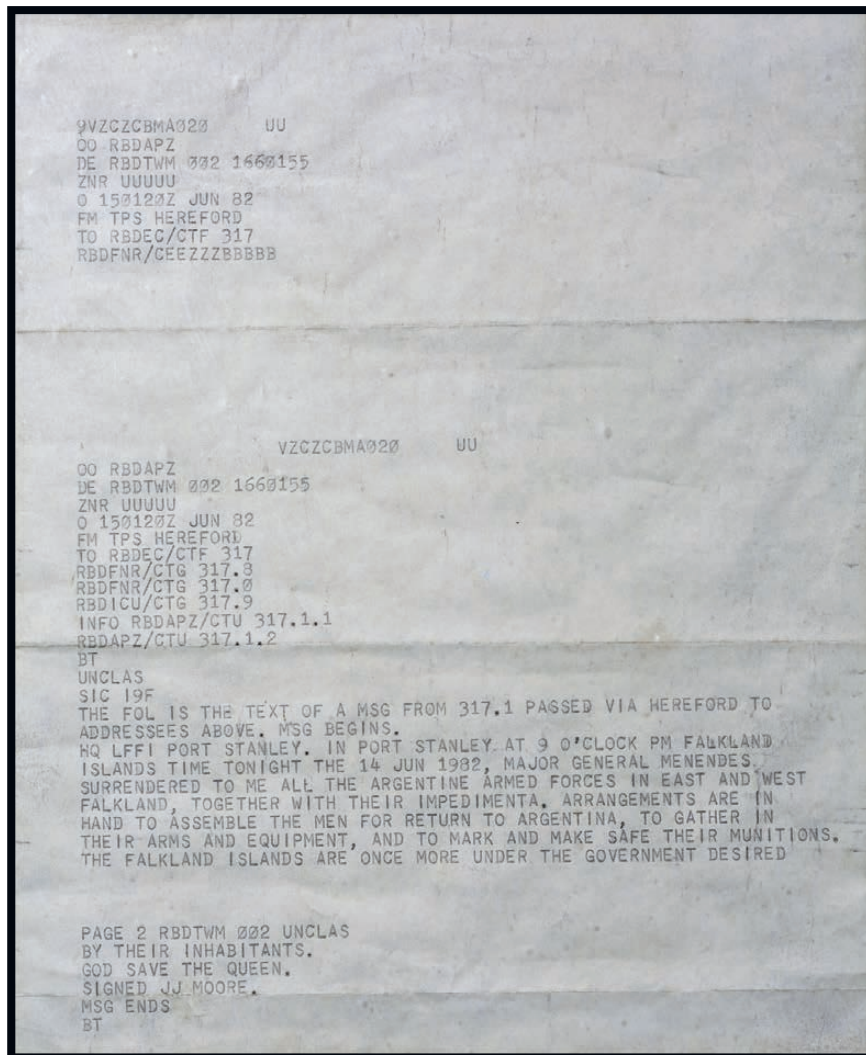 9VZCZCBMA020 UU
OO RBDAPZ
DE RBDTWM 002 1660155
ZNR UUUUU
O 150120Z JUN 82
FM TPS HEREFORD
TO RBDEC/CTF 317
RBDFNR/CEEZZZBBBBB
VZCZCBMA020 UU
OO RBDAPZ
DE RBDTWM 002 1660155
ZNR UUUUU
O 150120Z JUN 82
FM TPS HEREFORD
TO RBDEC/CTF 317
RBDFNR/CTG 317.8
RBDFNR/CTG 317.0
RBDICU/CTG 317.9
INFO RBDAPZ/CTU 317.1.1
RBDAPZ/CTU 317.1.2
BT
UNCLAS
SIC 19F
THE FOL IS THE TEXT OF A MSG FROM 317.1 PASSED VIA HEREFORD TO
ADDRESSEES ABOVE. MSG BEGINS.
HQ LFFI PORT STANLEY. IN PORT STANLEY AT 9 O'CLOCK PM FALKLAND
ISLANDS TIME TONIGHT THE 14 JUN 1982, MAJOR GENERAL MENENDES
SURRENDERED TO ME ALL THE ARGENTINE ARMED FORCES IN EAST AND WEST
FALKLAND, TOGETHER WITH THEIR IMPEDIMENTA. ARRANGEMENTS ARE IN
HAND TO ASSEMBLE THE MEN FOR RETURN TO ARGENTINA, TO GATHER IN
THEIR ARMS AND EQUIPMENT, AND TO MARK AND MAKE SAFE THEIR MUNITIONS.
THE FALKLAND ISLANDS ARE ONCE MORE UNDER THE GOVERNMENT DESIRED
PAGE 2 RBDTWM 002 UNCLAS
BY THEIR INHABITANTS.
GOD SAVE THE QUEEN.
SIGNED JJ MOORE.
MSG ENDS
BT